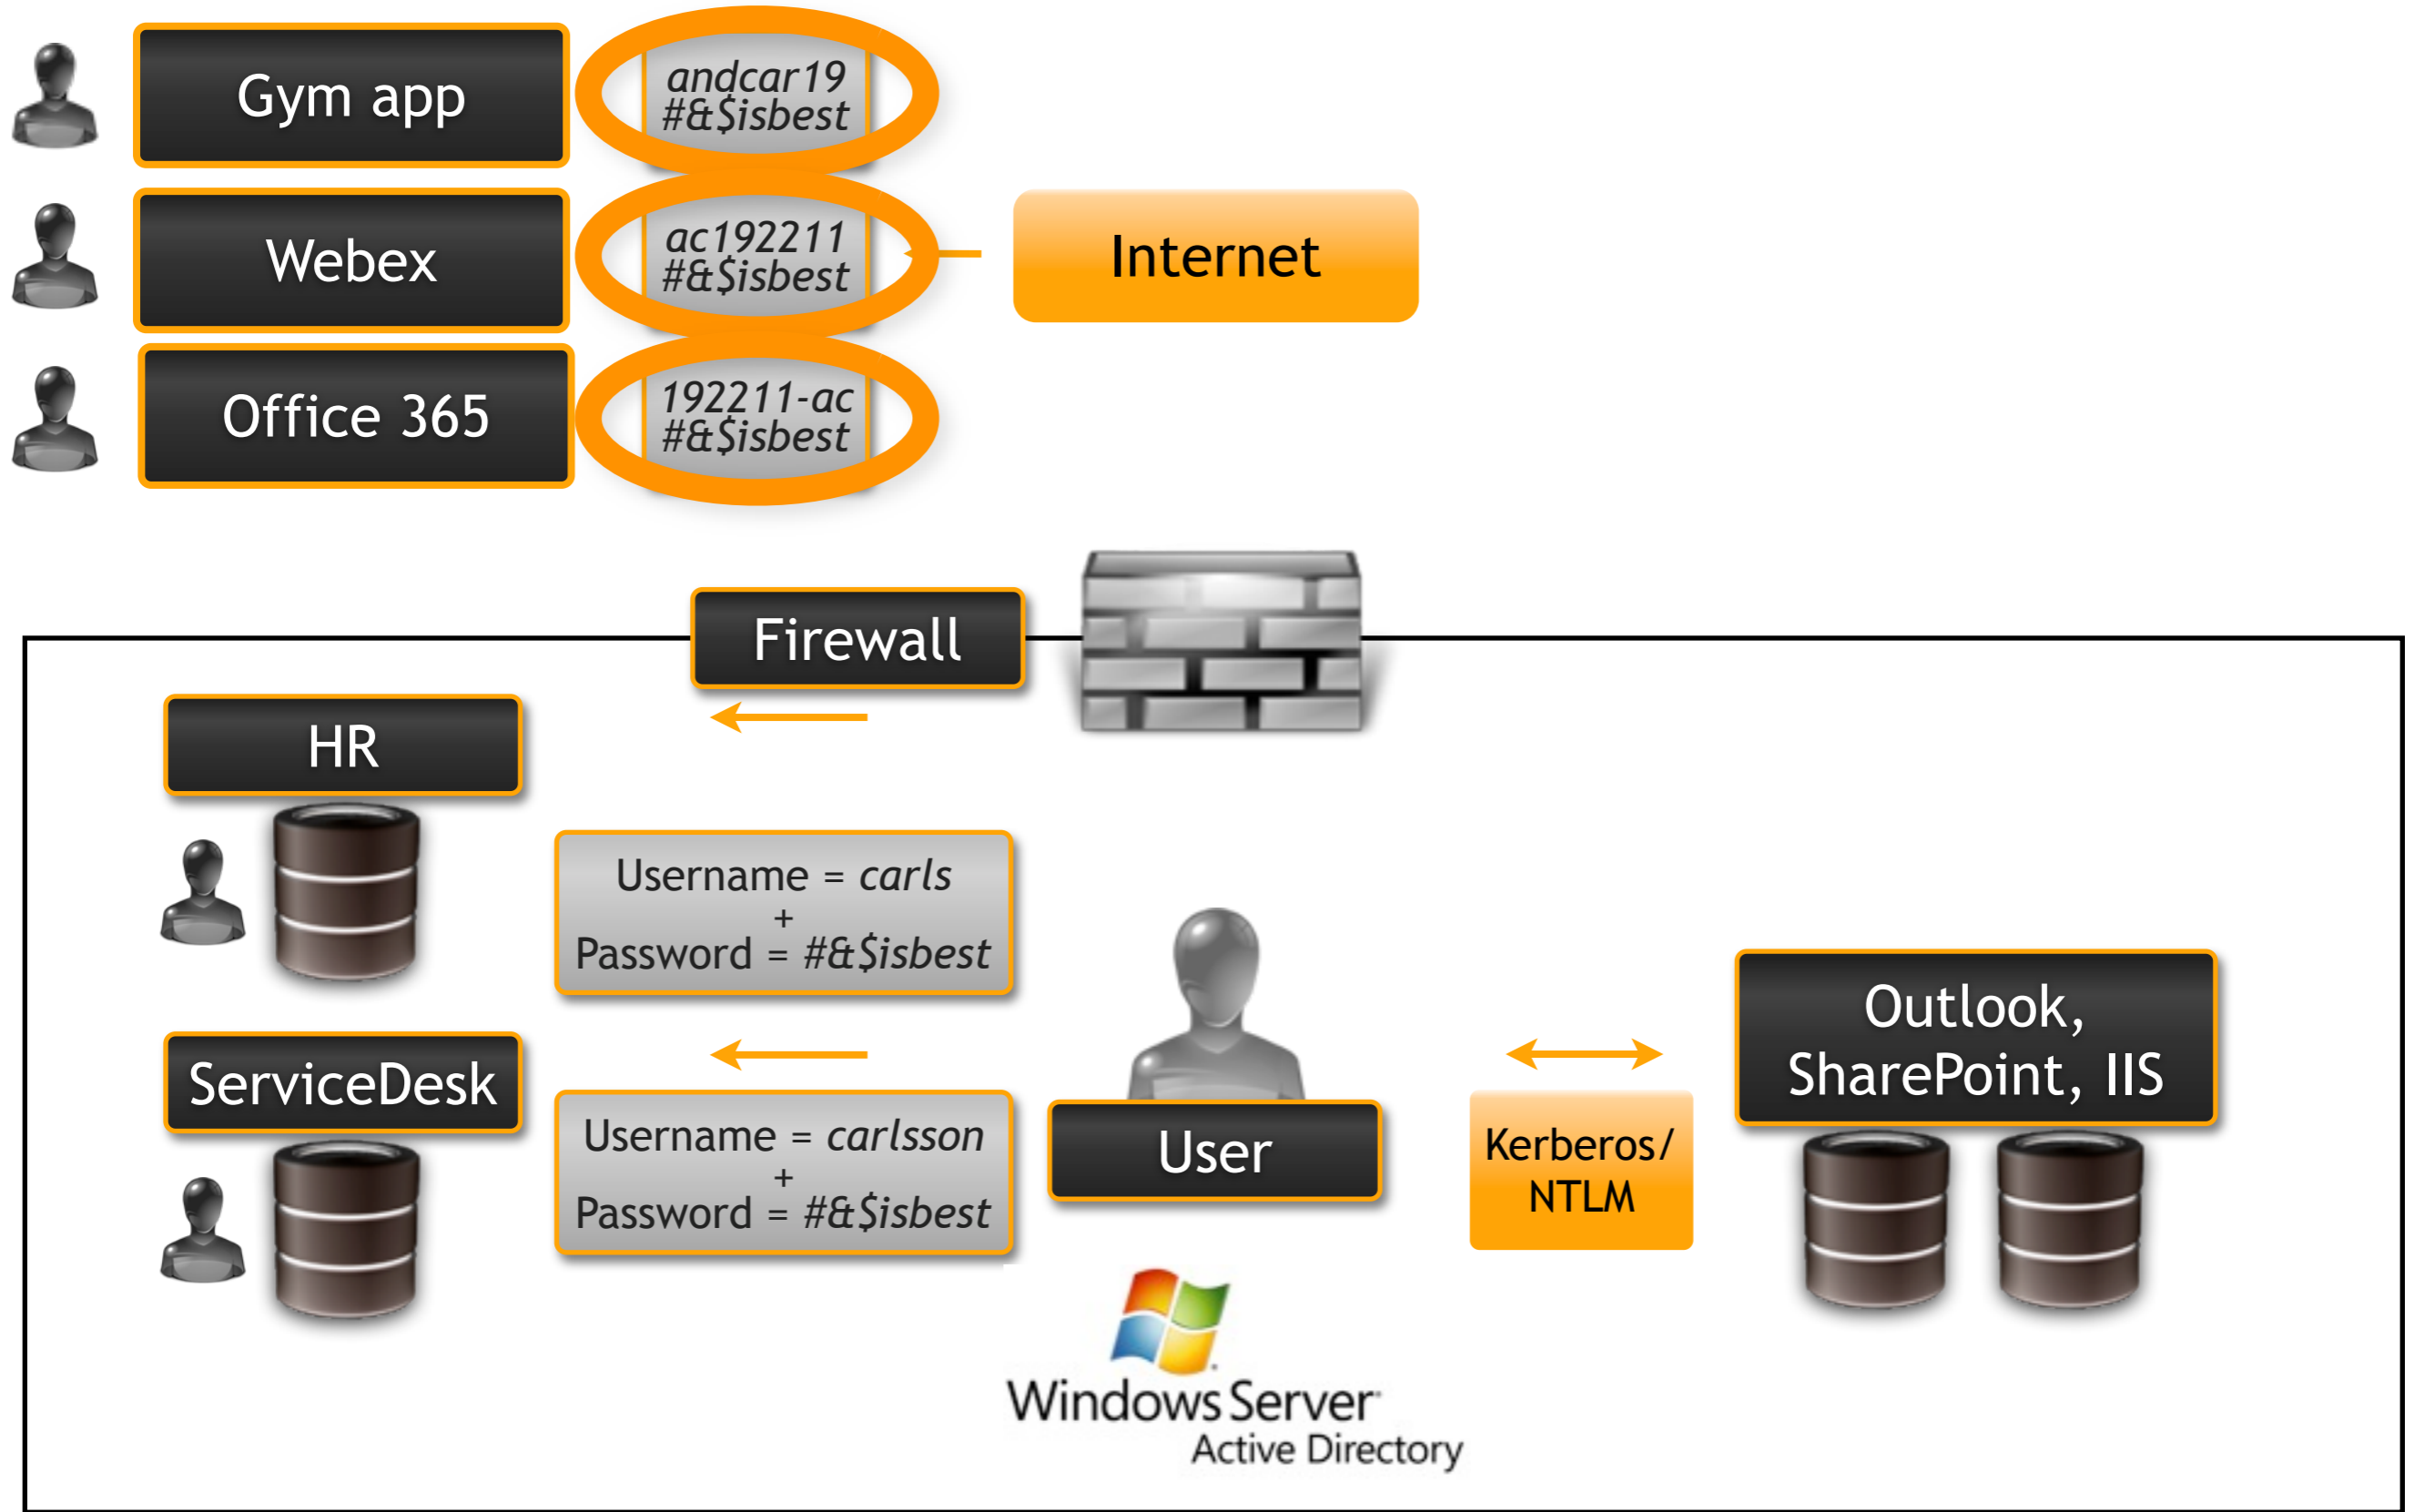 Gym app
andcar19
#&$isbest
Webex
ac192211
#&$isbest
Internet
Office 365
192211-ac
#&$isbest
Firewall
HR
Username = carls
+
Password = #&$isbest
ServiceDesk
Username = carlsson
+
Password = #&$isbest
User
Kerberos/
NTLM
Outlook,
SharePoint, IIS
Windows Server
Active Directory